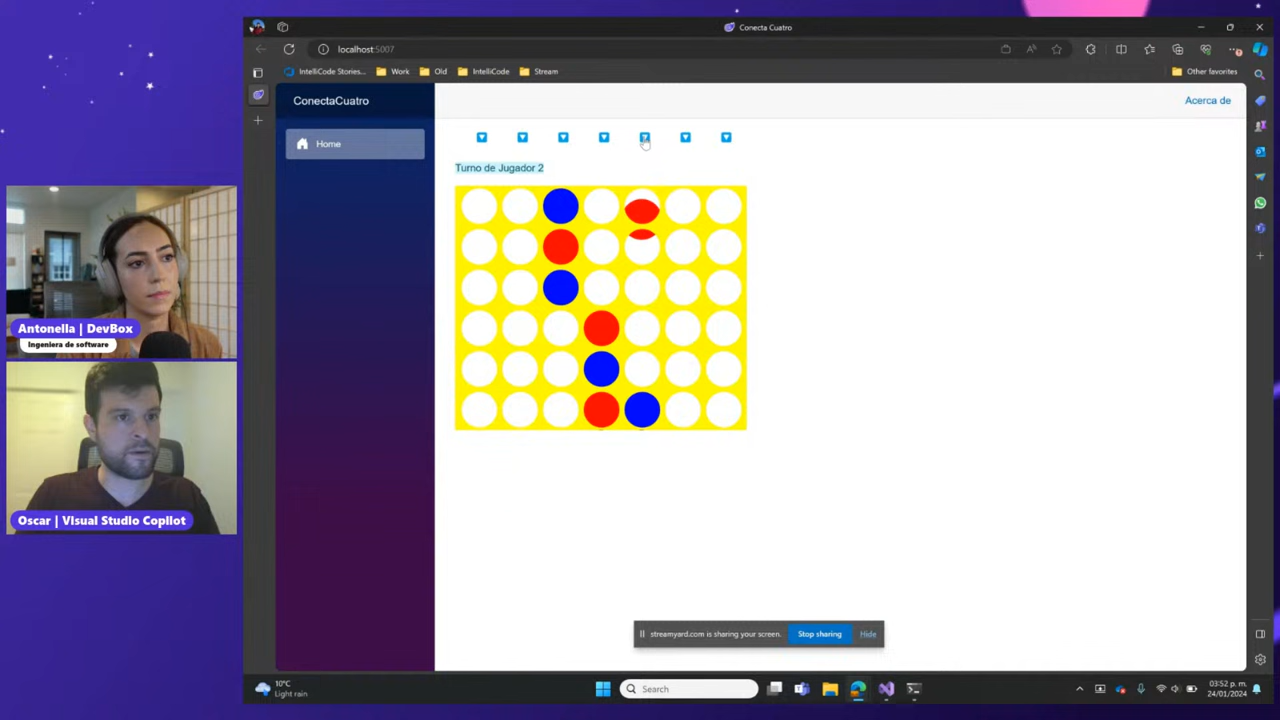 Conecta Cuatro
localhost:5007
IntelliCode Stories...
Work
Old
IntelliCode
Stream
Other favorites
ConectaCuatro
Acerca de
Home
Turno de Jugador 2
Antonella | DevBox
Ingeniera de software
Oscar | Visual Studio Copilot
streamyard.com is sharing your screen.
Stop sharing
Hide
10°C
Light rain
Search
03:52 p. m.
24/01/2024